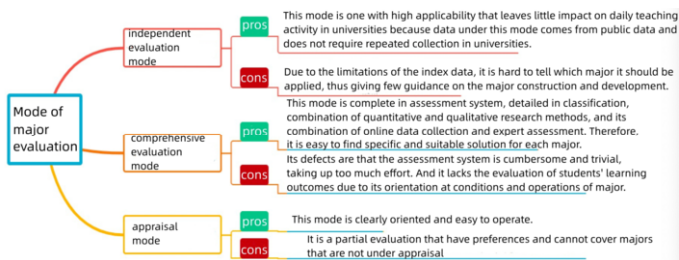 Mode of
major
evaluation
independent
evaluation
mode
pros
This mode is one with high applicability that leaves little impact on daily teaching
activity in universities because data under this mode comes from public data and
does not require repeated collection in universities.
cons
Due to the limitations of the index data, it is hard to tell which major it should be
applied, thus giving few guidance on the major construction and development.
comprehensive
evaluation
mode
pros
This mode is complete in assessment system, detailed in classification,
combination of quantitative and qualitative research methods, and its
combination of online data collection and expert assessment. Therefore,
it is easy to find specific and suitable solution for each major.
cons
Its defects are that the assessment system is cumbersome and trivial,
taking up too much effort. And it lacks the evaluation of students' learning
outcomes due to its orientation at conditions and operations of major.
appraisal
mode
pros
This mode is clearly oriented and easy to operate.
cons
It is a partial evaluation that have preferences and cannot cover majors
that are not under appraisal